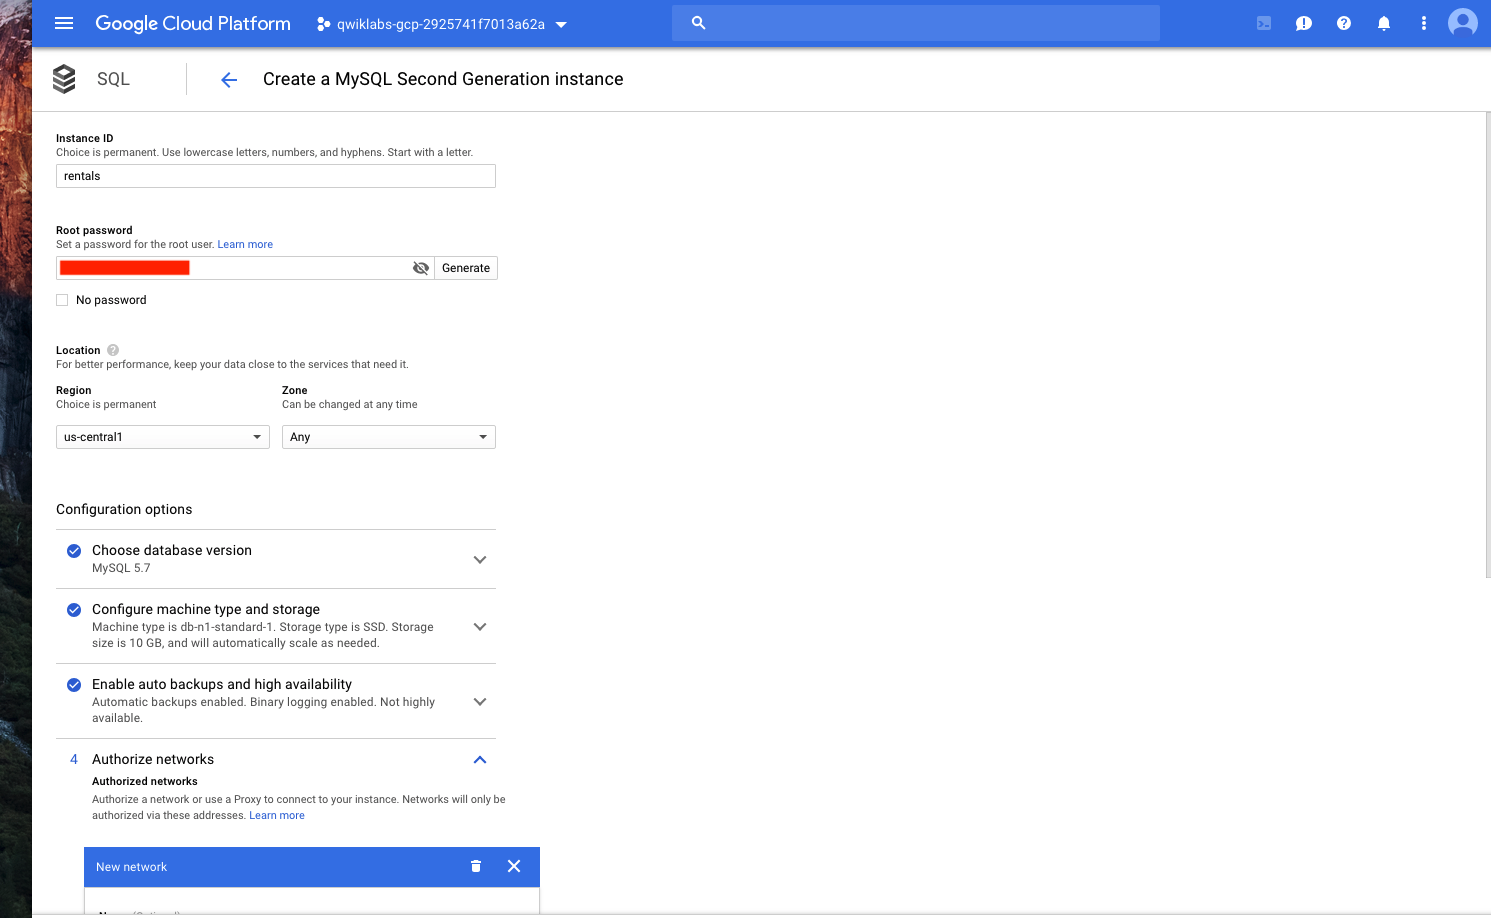 Google Cloud Platform
qwiklabs-gcp-2925741f7013a62a
SQL
Create a MySQL Second Generation instance
Instance ID
Choice is permanent. Use lowercase letters, numbers, and hyphens. Start with a letter.
rentals
Root password
Set a password for the root user. Learn more
Generate
No password
Location
For better performance, keep your data close to the services that need it.
Region
Zone
Choice is permanent
Can be changed at any time
us-central1
Any
Configuration options
Choose database version
MySQL 5.7
Configure machine type and storage
Machine type is db-n1-standard-1. Storage type is SSD. Storage
size is 10 GB, and will automatically scale as needed.
Enable auto backups and high availability
Automatic backups enabled. Binary logging enabled. Not highly
available.
4 Authorize networks
Authorized networks
Authorize a network or use a Proxy to connect to your instance. Networks will only be
authorized via these addresses. Learn more
New network